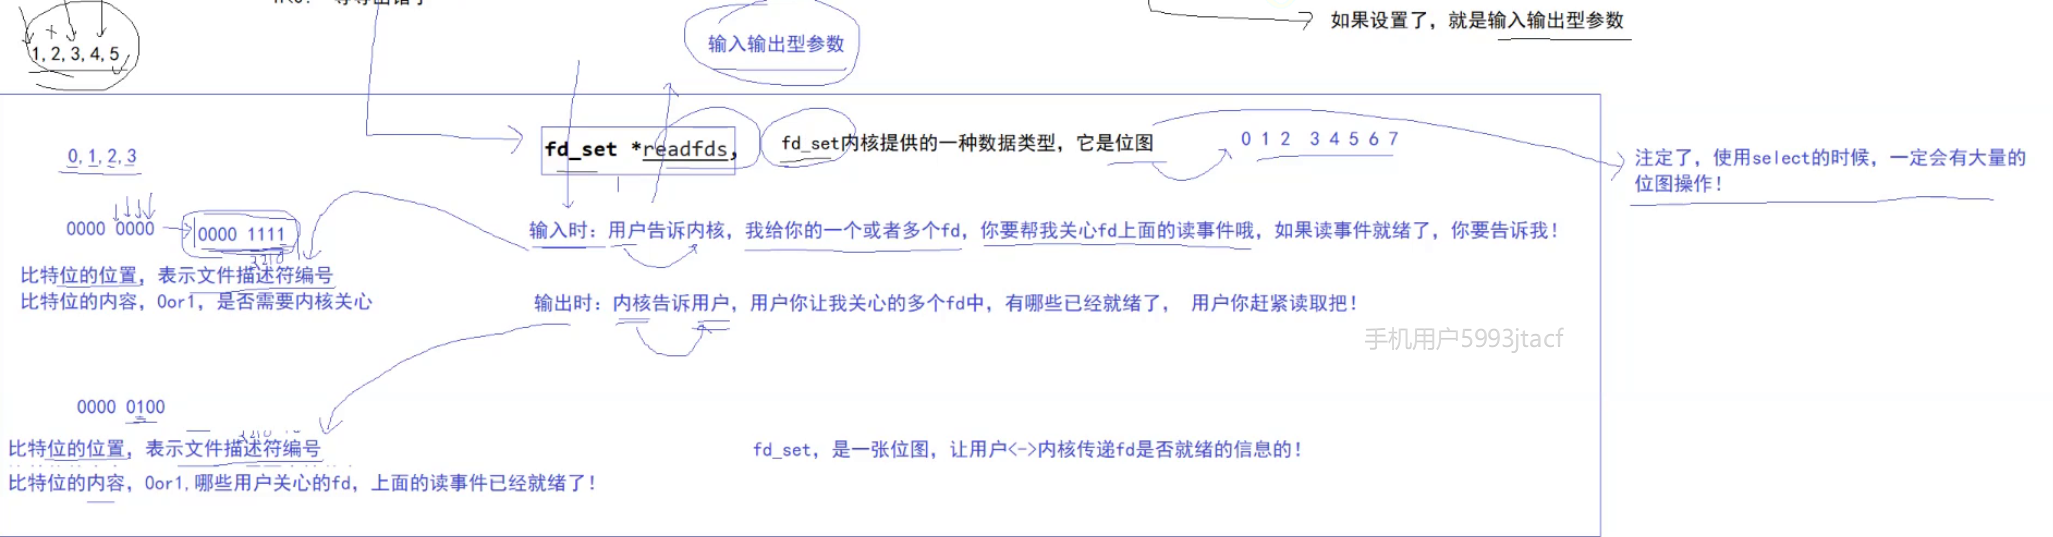 如果设置了，就是输入输出型参数
输入输出型参数
1,2,3,4,5
fd_set *readfds,
fd_set内核提供的一种数据类型，它是位图
0 1 2 3 4 5 6 7
注定了，使用select的时候，一定会有大量的
位图操作！
0,1,2,3
0000 0000
0000 1111
3210
输入时：用户告诉内核，我给你的一个或者多个fd，你要帮我关心fd上面的读事件哦，如果读事件就绪了，你要告诉我！
比特位的位置，表示文件描述符编号
比特位的内容，0or1，是否需要内核关心
输出时：内核告诉用户，用户你让我关心的多个fd中，有哪些已经就绪了， 用户你赶紧读取把！
手机用户5993jtacf
0000 0100
比特位的位置，表示文件描述符编号
fd_set，是一张位图，让用户<->内核传递fd是否就绪的信息的！
比特位的内容，0or1,哪些用户关心的fd，上面的读事件已经就绪了！